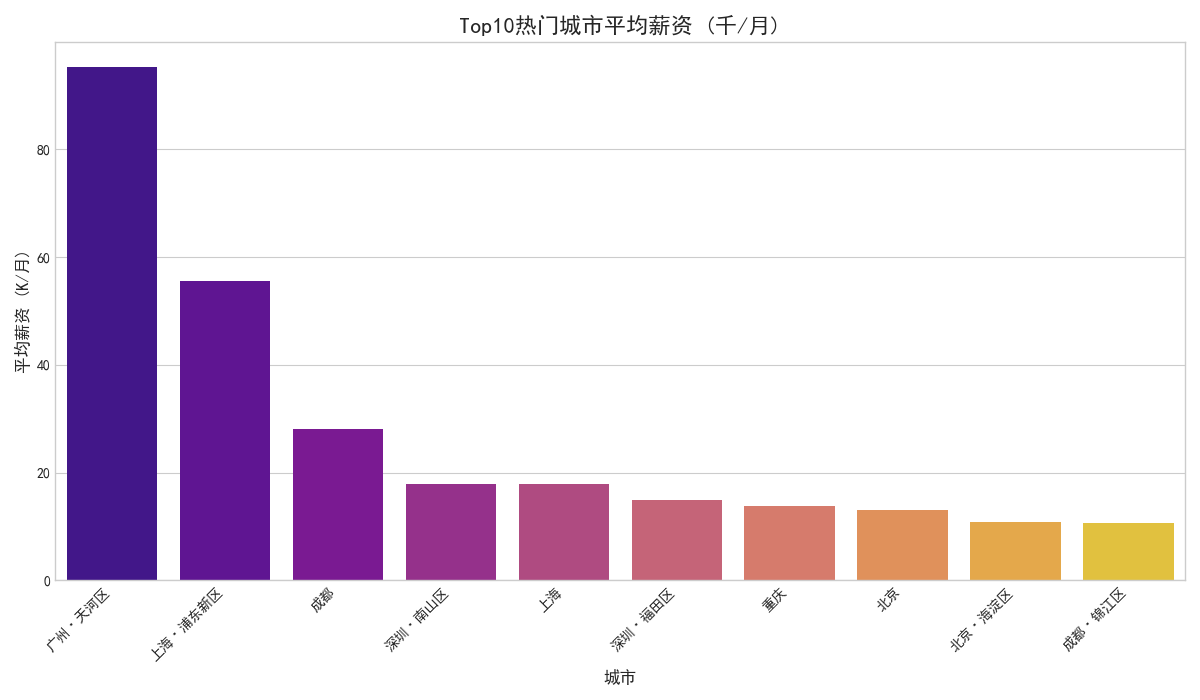 Top10热门城市平均薪资 (千/月)
平均薪资 (K/月)
80
60
40
20
0
广州·天河区
上海·浦东新区
成都
深圳·南山区
上海
深圳·福田区
重庆
北京
北京·海淀区
成都·锦江区
城市